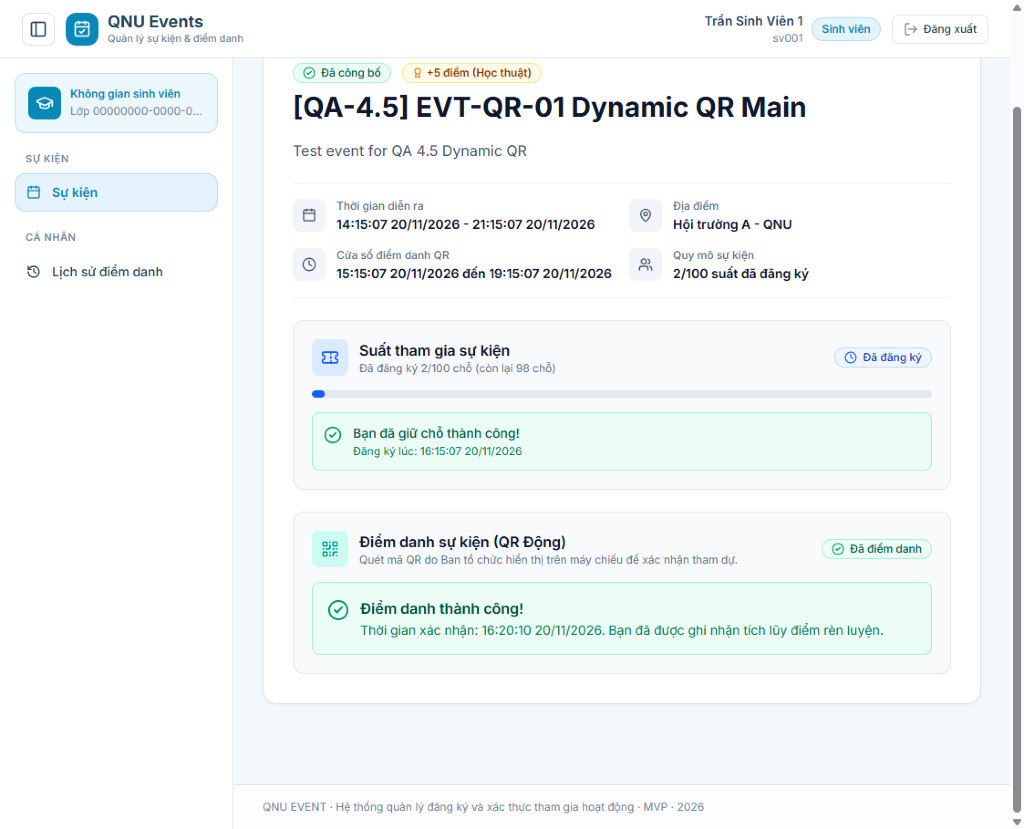 QNU Events
Quản lý sự kiện & điểm danh
Trần Sinh Viên 1
sv001
Sinh viên
Đăng xuất
Không gian sinh viên
Lớp 00000000-0000-0...
SỰ KIỆN
Sự kiện
CÁ NHÂN
Lịch sử điểm danh
Đã công bố
+5 điểm (Học thuật)
[QA-4.5] EVT-QR-01 Dynamic QR Main
Test event for QA 4.5 Dynamic QR
Thời gian diễn ra
14:15:07 20/11/2026 - 21:15:07 20/11/2026
Địa điểm
Hội trường A - QNU
Cửa sổ điểm danh QR
15:15:07 20/11/2026 đến 19:15:07 20/11/2026
Quy mô sự kiện
2/100 suất đã đăng ký
Suất tham gia sự kiện
Đã đăng ký 2/100 chỗ (còn lại 98 chỗ)
Đã đăng ký
Bạn đã giữ chỗ thành công!
Đăng ký lúc: 16:15:07 20/11/2026
Điểm danh sự kiện (QR Động)
Quét mã QR do Ban tổ chức hiển thị trên máy chiếu để xác nhận tham dự.
Đã điểm danh
Điểm danh thành công!
Thời gian xác nhận: 16:20:10 20/11/2026. Bạn đã được ghi nhận tích lũy điểm rèn luyện.
QNU EVENT · Hệ thống quản lý đăng ký và xác thực tham gia hoạt động · MVP · 2026